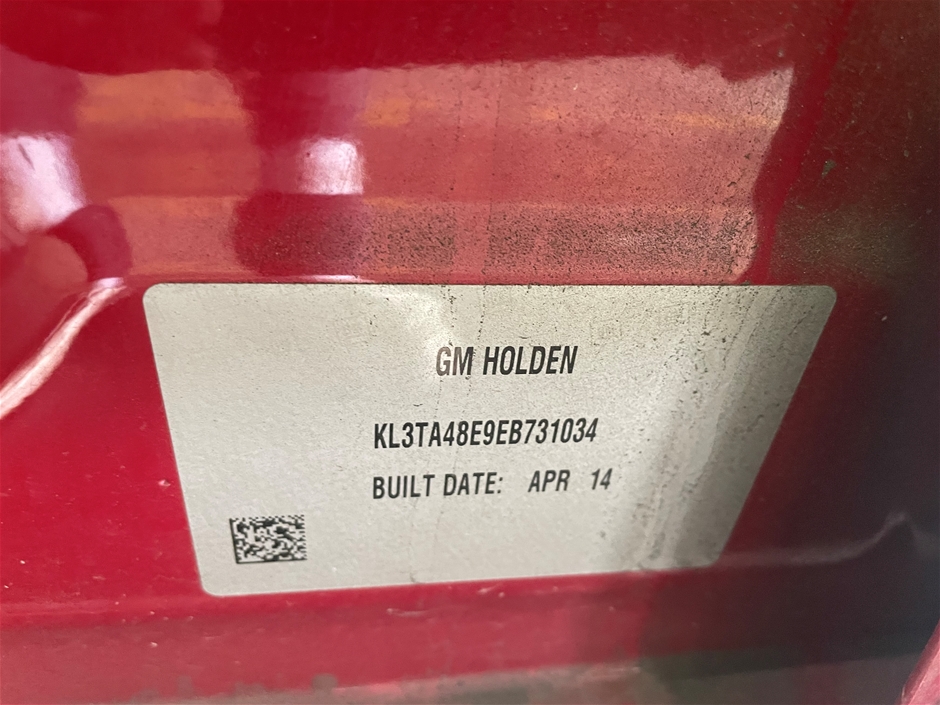 GM HOLDEN
KL3TA48E9EB731034
BUILT DATE: APR 14